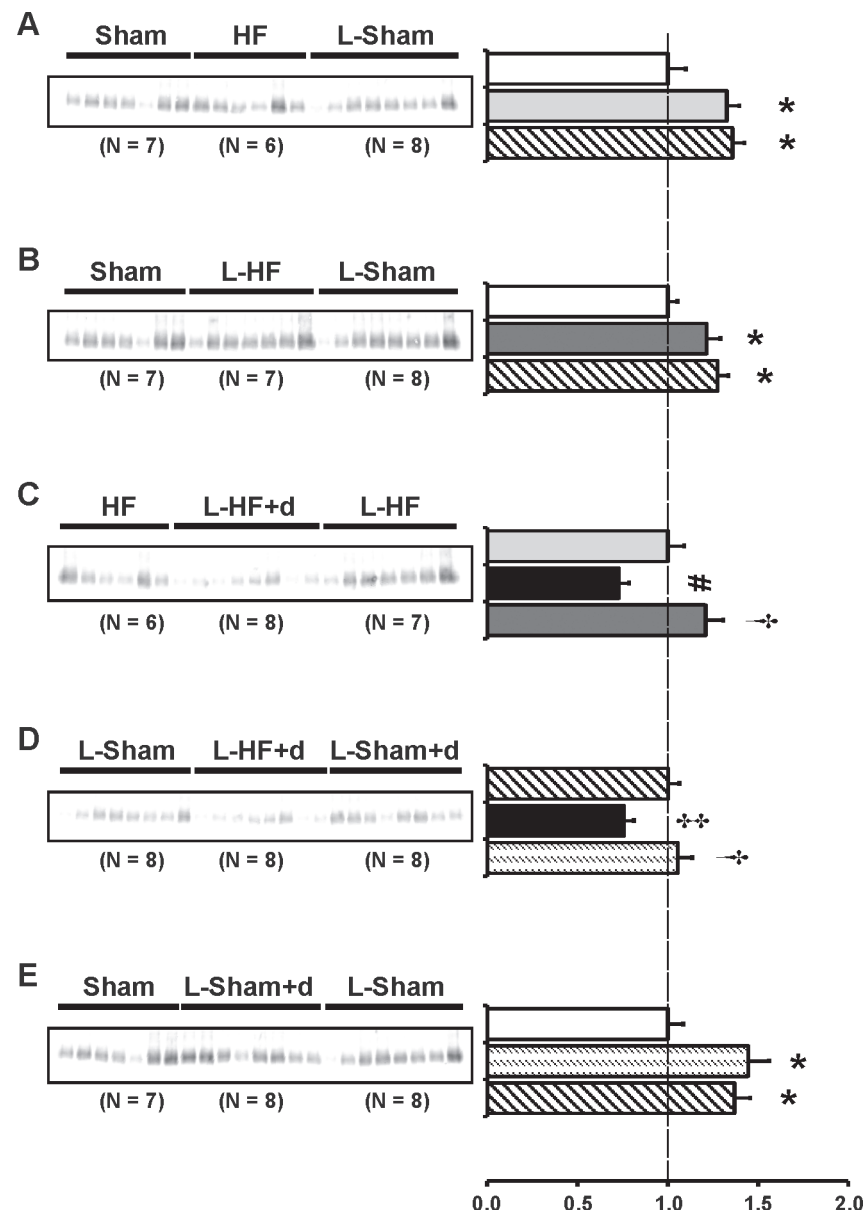 A
Sham HF L-Sham
(N = 7) (N = 6) (N = 8)
*
*
B
Sham L-HF L-Sham
(N = 7) (N = 7) (N = 8)
*
*
C
HF L-HF+d L-HF
(N = 6) (N = 8) (N = 7)
#
‡
D
L-Sham L-HF+d L-Sham+d
(N = 8) (N = 8) (N = 8)
‡‡
‡
E
Sham L-Sham+d L-Sham
(N = 7) (N = 8) (N = 8)
*
*
0.0 0.5 1.0 1.5 2.0